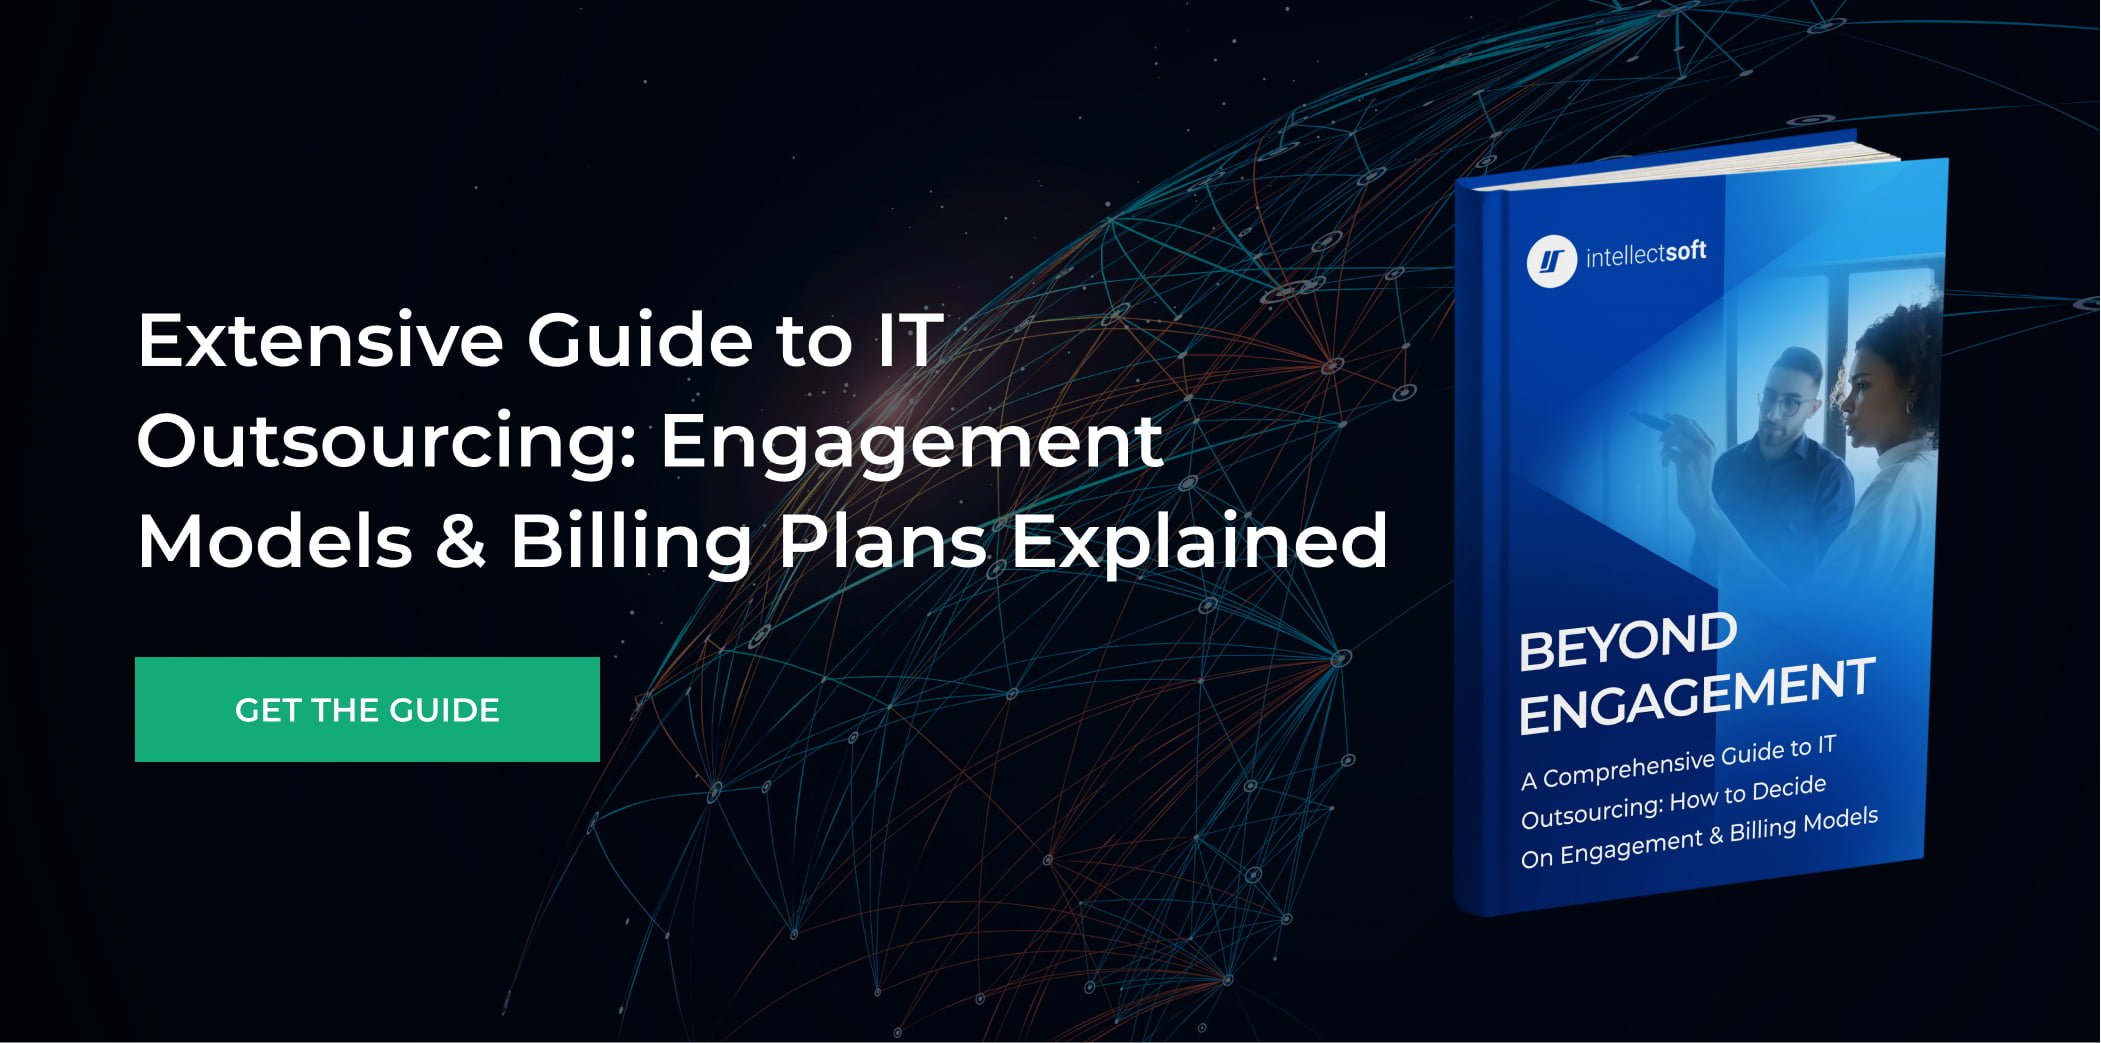 Extensive Guide to IT
Outsourcing: Engagement
Models & Billing Plans Explained
GET THE GUIDE
intellectsoft
BEYOND
ENGAGEMENT
A Comprehensive Guide to IT
Outsourcing: How to Decide
On Engagement & Billing Models